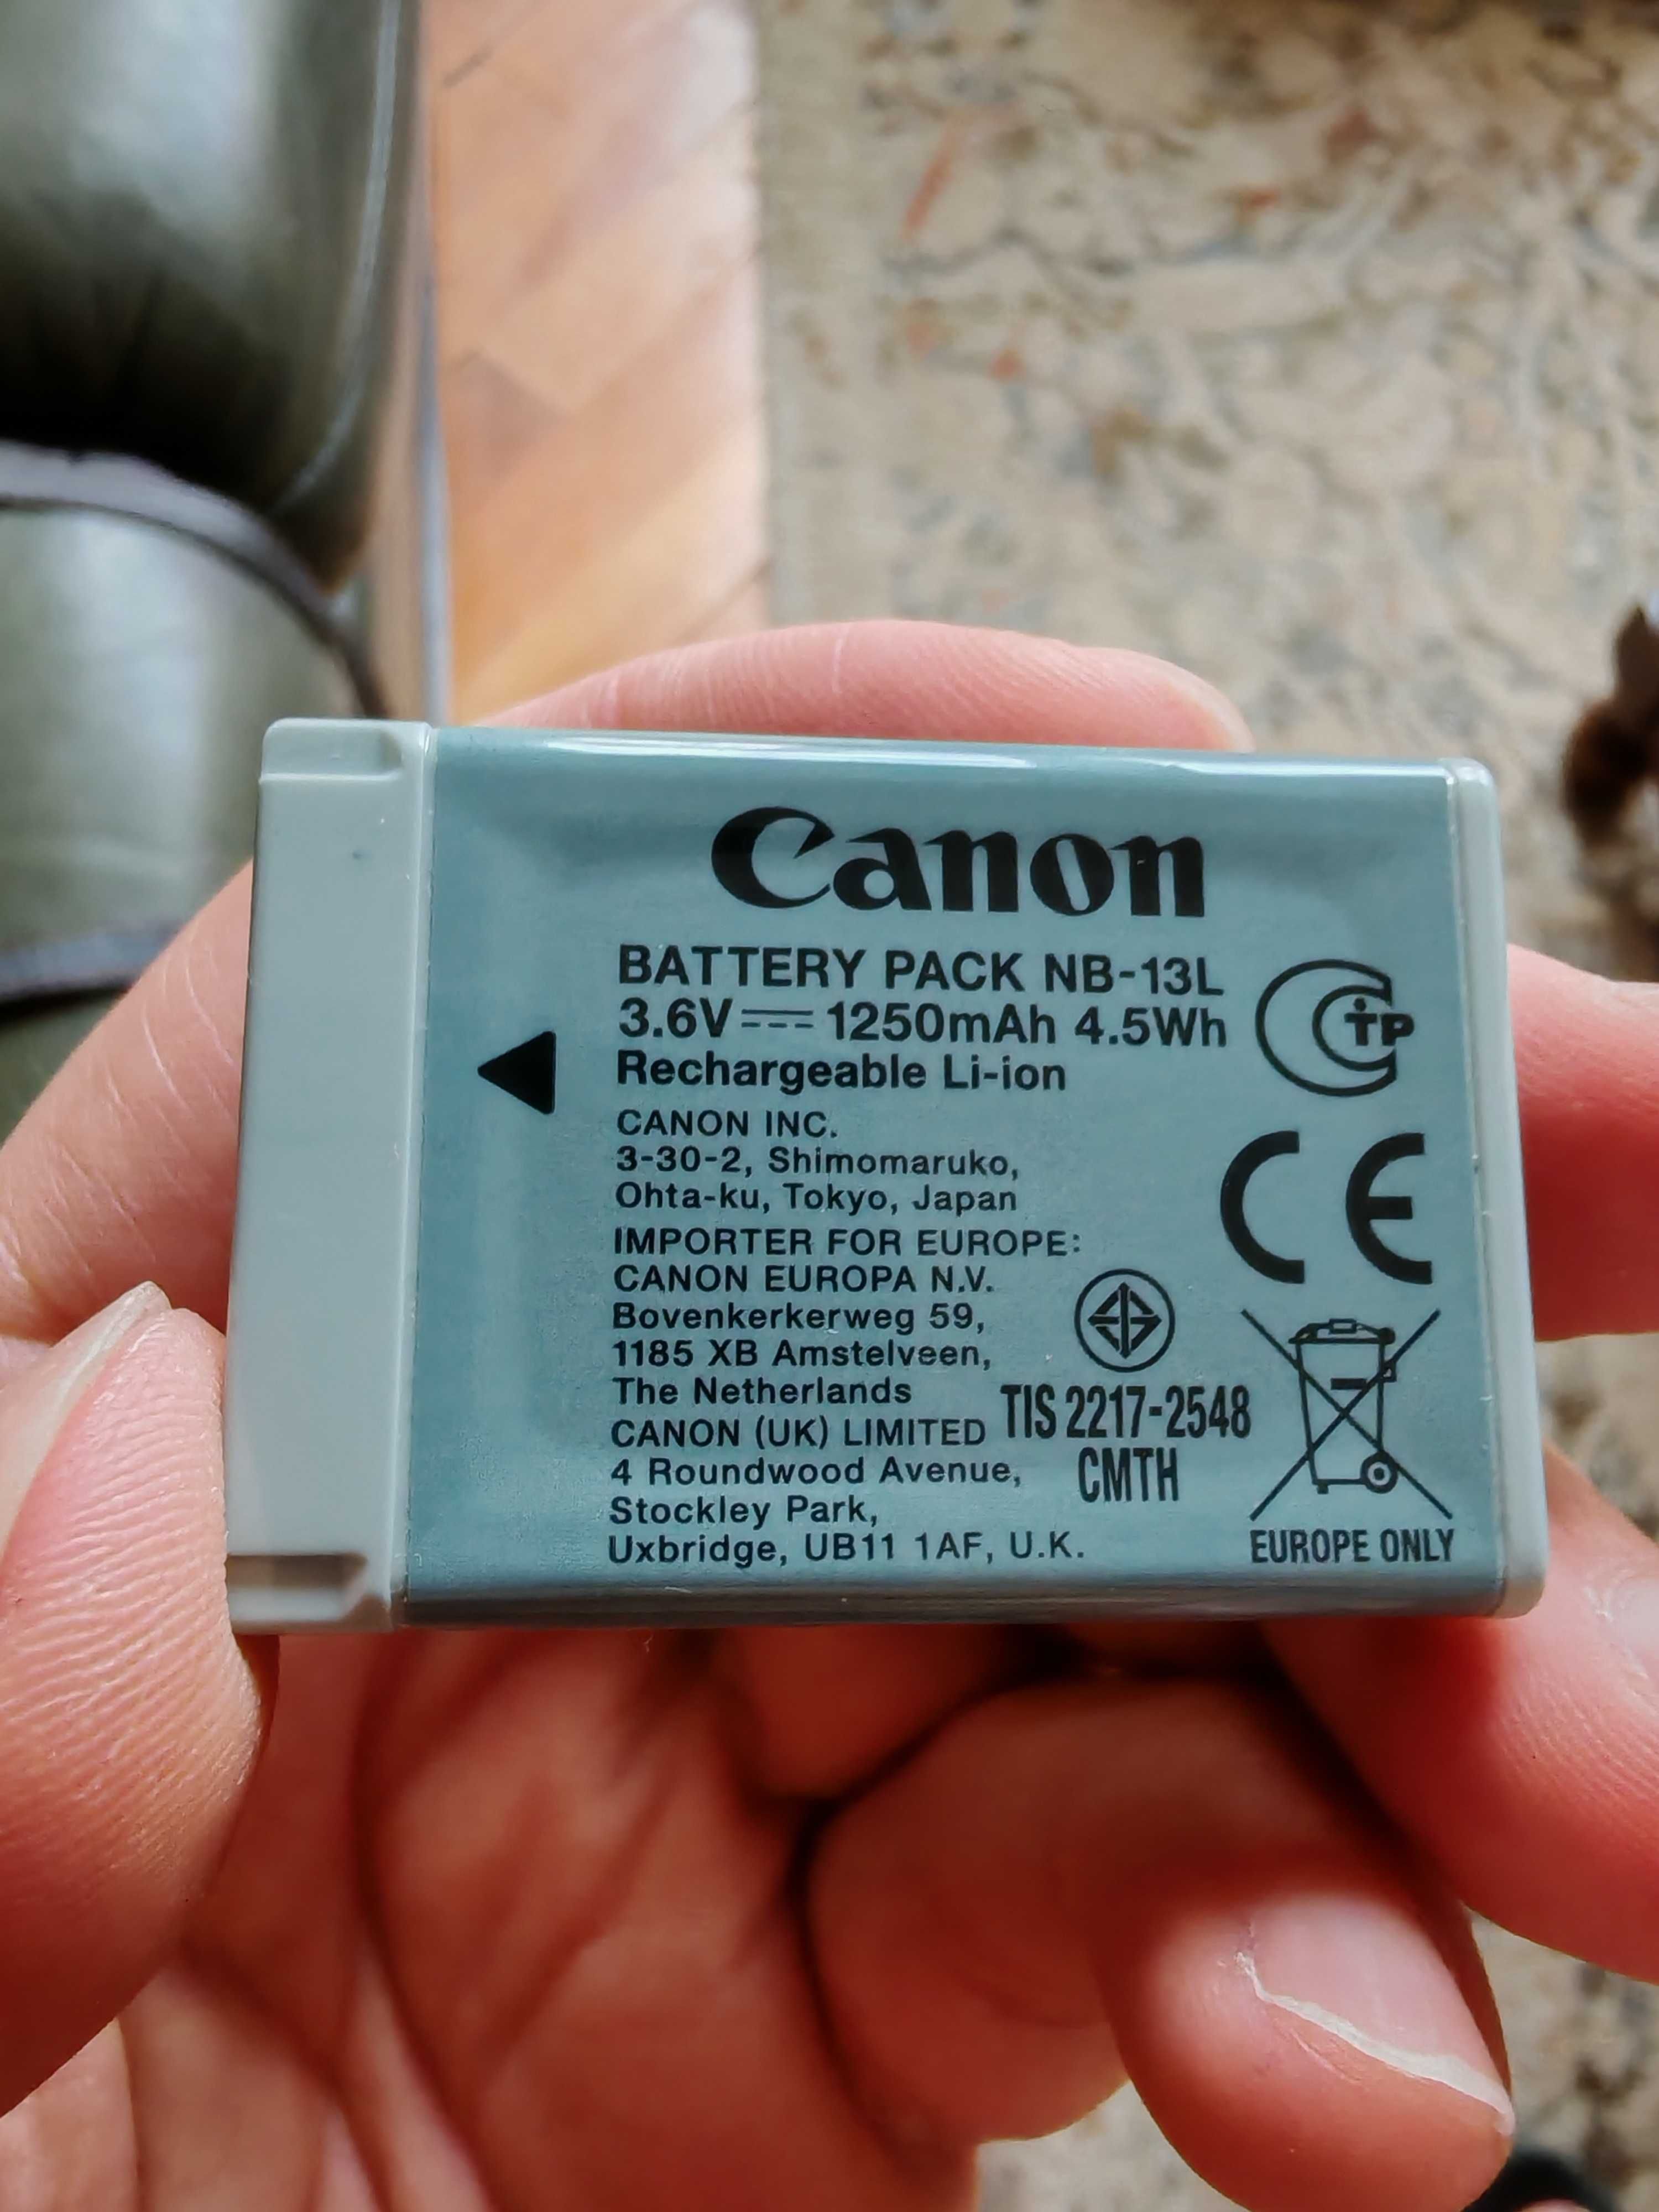 Canon
BATTERY PACK NB-13L
3.6V⎓1250mAh 4.5Wh
Rechargeable Li-ion
CANON INC.
3-30-2, Shimomaruko,
Ohta-ku, Tokyo, Japan
IMPORTER FOR EUROPE:
CANON EUROPA N.V.
Bovenkerkerweg 59,
1185 XB Amstelveen,
The Netherlands
CANON (UK) LIMITED
4 Roundwood Avenue,
Stockley Park,
Uxbridge, UB11 1AF, U.K.
CTP
CE
TIS 2217-2548
CMTH
EUROPE ONLY